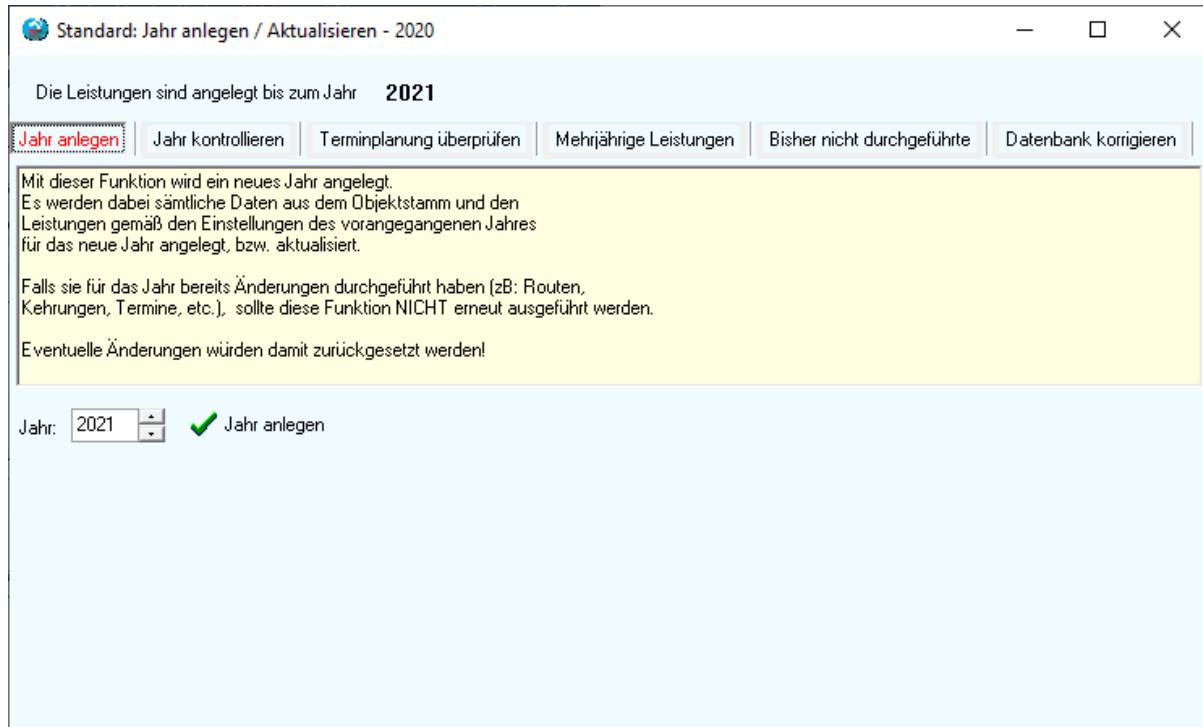 Standard: Jahr anlegen / Aktualisieren - 2020
Die Leistungen sind angelegt bis zum Jahr 2021
Jahr anlegen Jahr kontrollieren Terminplanung überprüfen Mehrjährige Leistungen Bisher nicht durchgeführte Datenbank korrigieren
Mit dieser Funktion wird ein neues Jahr angelegt.
Es werden dabei sämtliche Daten aus dem Objektstamm und den
Leistungen gemäß den Einstellungen des vorangegangenen Jahres
für das neue Jahr angelegt, bzw. aktualisiert.
Falls sie für das Jahr bereits Änderungen durchgeführt haben (zB: Routen,
Kehrungen, Termine, etc.), sollte diese Funktion NICHT erneut ausgeführt werden.
Eventuelle Änderungen würden damit zurückgesetzt werden!
Jahr: 2021 Jahr anlegen